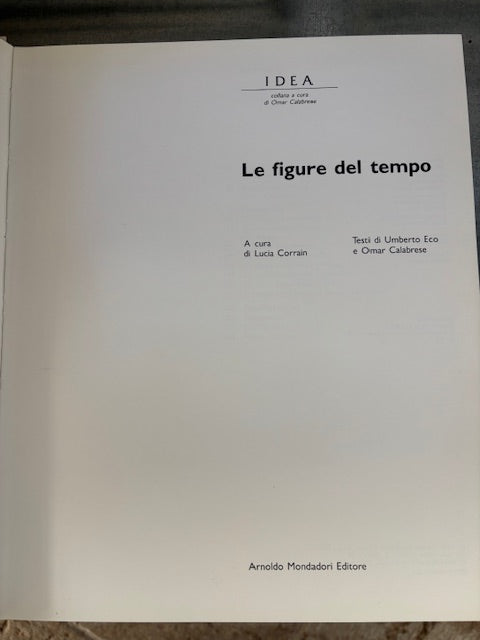 IDEA
collana a cura
di Omar Calabrese
Le figure del tempo
A cura
di Lucia Corrain
Testi di Umberto Eco
e Omar Calabrese
Arnoldo Mondadori Editore